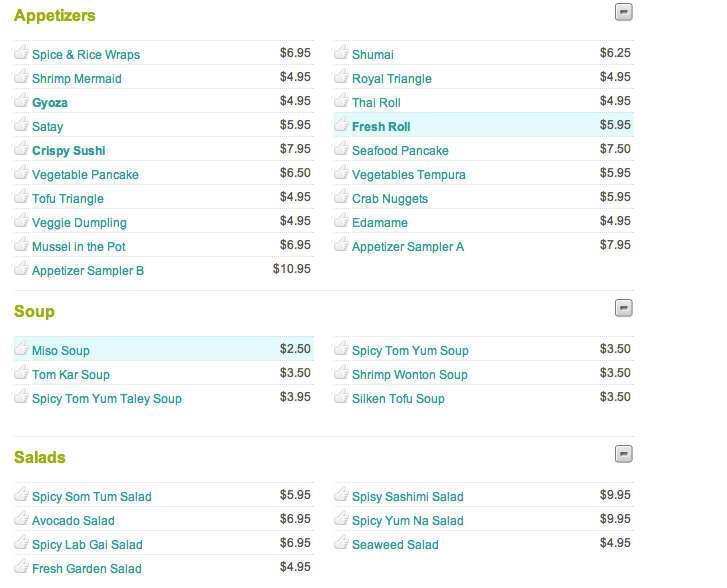 Appetizers
Spice & Rice Wraps $6.95 Shumai $6.25
Shrimp Mermaid $4.95 Royal Triangle $4.95
Gyoza $4.95 Thai Roll $4.95
Satay $5.95 Fresh Roll $5.95
Crispy Sushi $7.95 Seafood Pancake $7.50
Vegetable Pancake $6.50 Vegetables Tempura $5.95
Tofu Triangle $4.95 Crab Nuggets $5.95
Veggie Dumpling $4.95 Edamame $4.95
Mussel in the Pot $6.95 Appetizer Sampler A $7.95
Appetizer Sampler B $10.95
Soup
Miso Soup $2.50 Spicy Tom Yum Soup $3.50
Tom Kar Soup $3.50 Shrimp Wonton Soup $3.50
Spicy Tom Yum Taley Soup $3.95 Silken Tofu Soup $3.50
Salads
Spicy Som Tum Salad $5.95 Spisy Sashimi Salad $9.95
Avocado Salad $6.95 Spicy Yum Na Salad $9.95
Spicy Lab Gai Salad $6.95 Seaweed Salad $4.95
Fresh Garden Salad $4.95